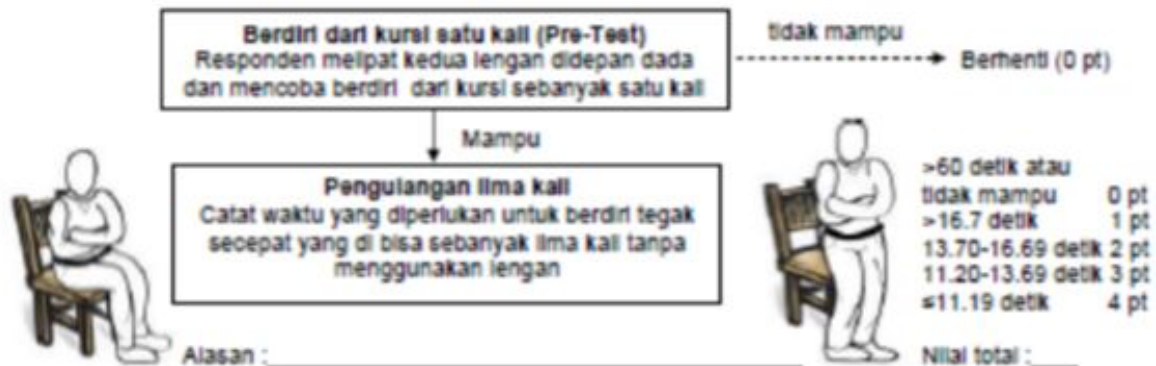 Berdiri dari kursi satu kali (Pre-Test)
Responden melipat kedua lengan didepan dada
dan mencoba berdiri dari kursi sebanyak satu kali
tidak mampu
Berhenti (0 pt)
Mampu
Pengulangan lima kali
Catat waktu yang diperlukan untuk berdiri tegak
secepat yang di bisa sebanyak lima kali tanpa
menggunakan lengan
>60 detik atau
tidak mampu 0 pt
>16.7 detik 1 pt
13.70-16.69 detik 2 pt
11.20-13.69 detik 3 pt
≤11.19 detik 4 pt
Alasan :
Nilai total :